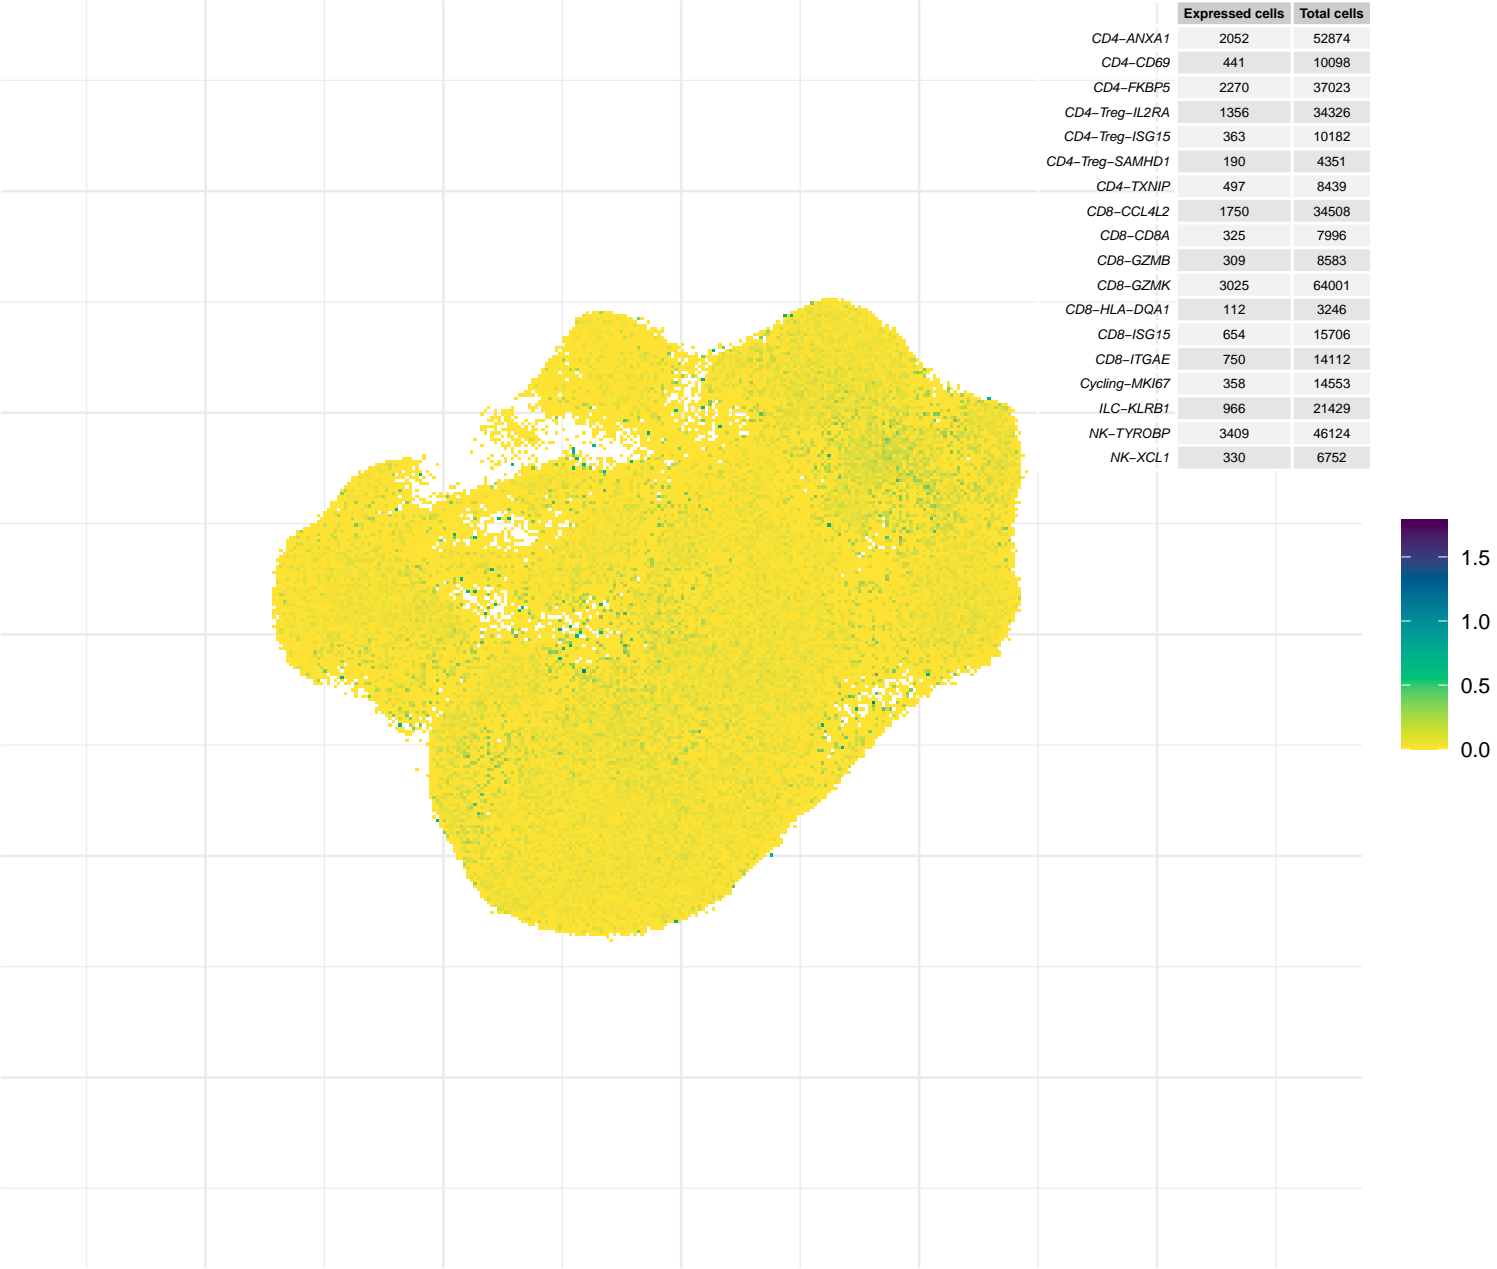 Expressed cells Total cells
CD4−ANXA1 2052 52874
CD4−CD69 441 10098
CD4−FKBP5 2270 37023
CD4−Treg−IL2RA 1356 34326
CD4−Treg−ISG15 363 10182
CD4−Treg−SAMHD1 190 4351
CD4−TXNIP 497 8439
CD8−CCL4L2 1750 34508
CD8−CD8A 325 7996
CD8−GZMB 309 8583
CD8−GZMK 3025 64001
CD8−HLA−DQA1 112 3246
CD8−ISG15 654 15706
CD8−ITGAE 750 14112
Cycling−MKI67 358 14553
ILC−KLRB1 966 21429
NK−TYROBP 3409 46124
NK−XCL1 330 6752
1.5
1.0
0.5
0.0